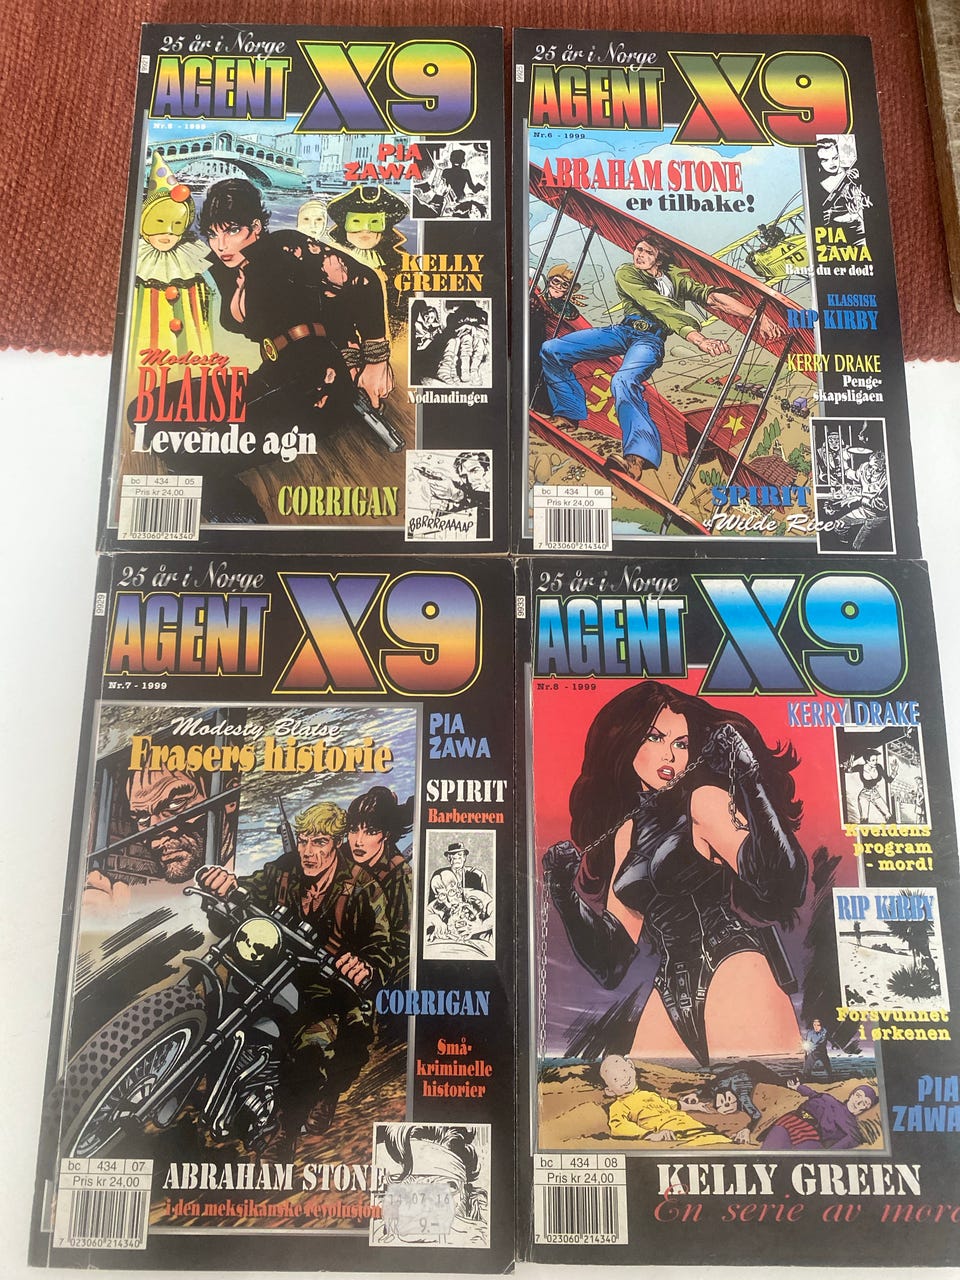 25 år i Norge
AGENT X9
9921
Nr.
- 1999
PIA
ZAWA
KELLY
GREEN
Nødlandingen
Modesty
BLAISE
Levende agn
CORRIGAN
BRRRRRAAAAP
bc 434 05
Pris kr 24,00
7 023060 214340
25 år i Norge
AGENT X9
9925
Nr.6 - 1999
ABRAHAM STONE
er tilbake!
PIA
ZAWA
Bang du er død!
KLASSISK
RIP KIRBY
KERRY DRAKE
Penge-
skapsligaen
SPIRIT
"Wilde Rice"
bc 434 06
Pris kr 24,00
7 023060 214340
25 år i Norge
AGENT X9
9929
Nr.7 - 1999
Modesty Blaise
Frasers historie
PIA
ZAWA
SPIRIT
Barbereren
CORRIGAN
Små-
kriminelle
historier
ABRAHAM STONE
i den meksikanske revolusjon
9.-
bc 434 07
Pris kr 24,00
7 023060 214340
25 år i Norge
AGENT X9
9933
Nr.8 - 1999
KERRY DRAKE
Kveldens
program
- mord!
RIP KIRBY
Forsvunnet
i ørkenen
PIA
ZAWA
KELLY GREEN
En serie av mord
bc 434 08
Pris kr 24,00
7 023060 214340